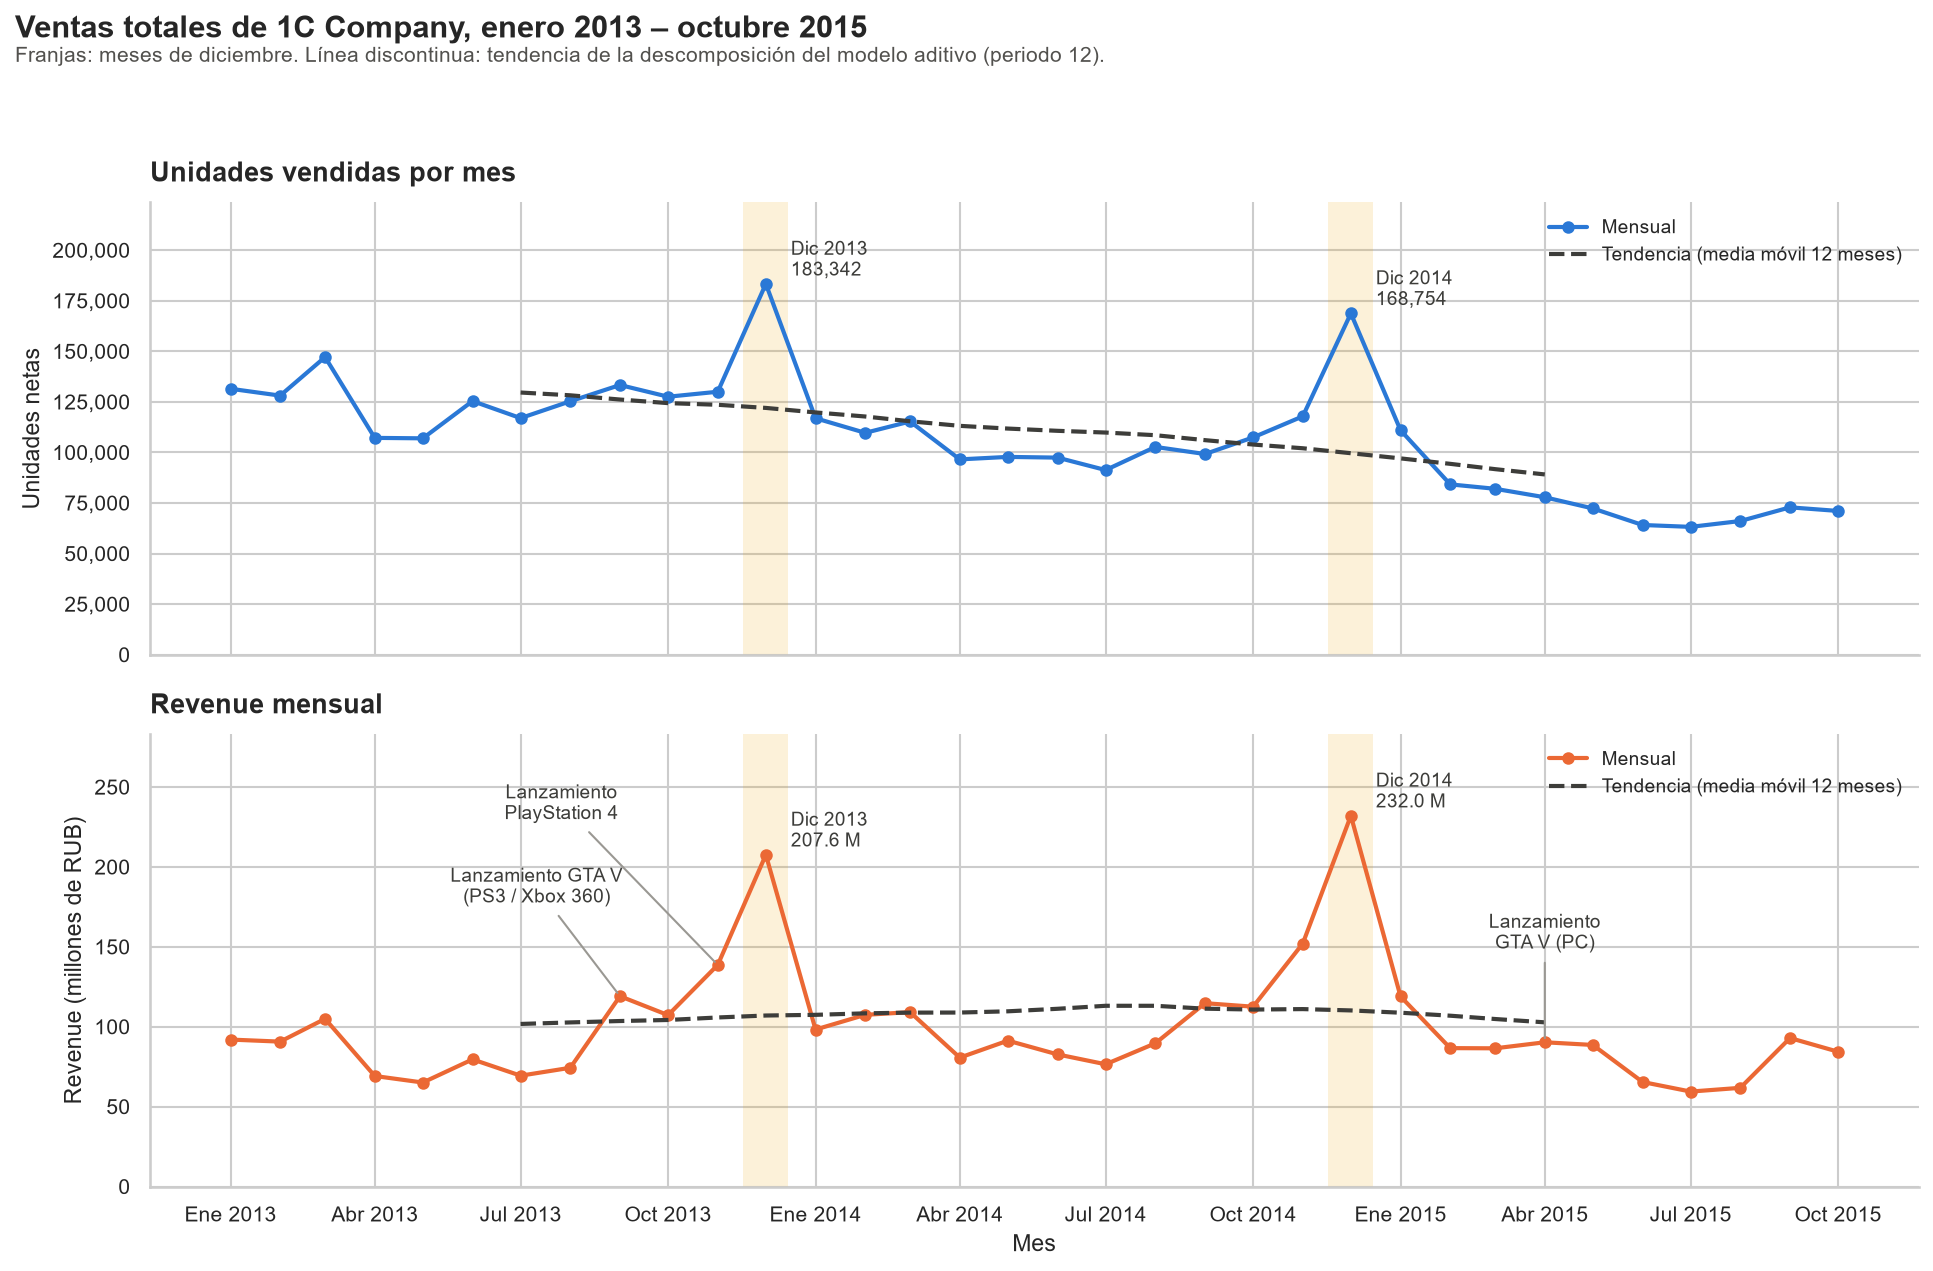 Ventas totales de 1C Company, enero 2013 – octubre 2015
Franjas: meses de diciembre. Línea discontinua: tendencia de la descomposición del modelo aditivo (periodo 12).
Unidades vendidas por mes
Unidades netas
200,000
175,000
150,000
125,000
100,000
75,000
50,000
25,000
0
Dic 2013
183,342
Dic 2014
168,754
Mensual
Tendencia (media móvil 12 meses)
Revenue mensual
Revenue (millones de RUB)
250
200
150
100
50
0
Lanzamiento
PlayStation 4
Lanzamiento GTA V
(PS3 / Xbox 360)
Dic 2013
207.6 M
Dic 2014
232.0 M
Lanzamiento
GTA V (PC)
Mensual
Tendencia (media móvil 12 meses)
Ene 2013
Abr 2013
Jul 2013
Oct 2013
Ene 2014
Abr 2014
Jul 2014
Oct 2014
Ene 2015
Abr 2015
Jul 2015
Oct 2015
Mes